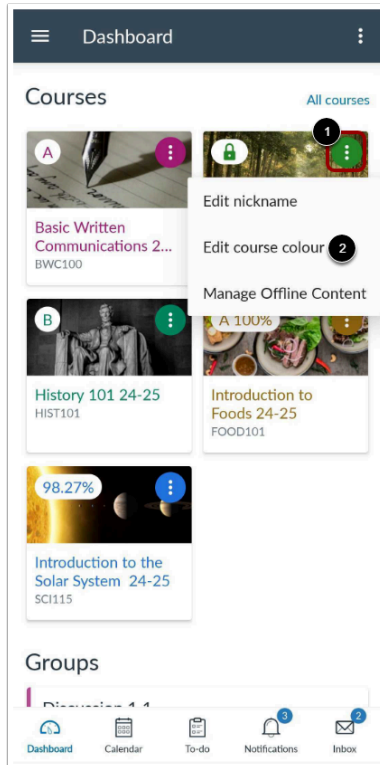 Dashboard
Courses
All courses
1
A
Edit nickname
Edit course colour 2
Manage Offline Content
Basic Written
Communications 2...
BWC100
B
A 100%
History 101 24-25
HIST101
Introduction to
Foods 24-25
FOOD101
98.27%
Introduction to the
Solar System 24-25
SCI115
Groups
Discussion 1.1
3
2
Dashboard
Calendar
To-do
Notifications
Inbox